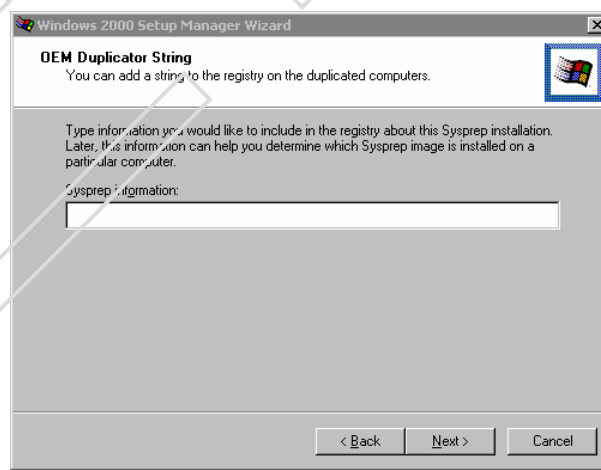 Windows 2000 Setup Manager Wizard
OEM Duplicator String
You can add a string to the registry on the duplicated computers.
Type information you would like to include in the registry about this Sysprep installation.
Later, this information can help you determine which Sysprep image is installed on a
particular computer.
Sysprep information:
< Back Next > Cancel